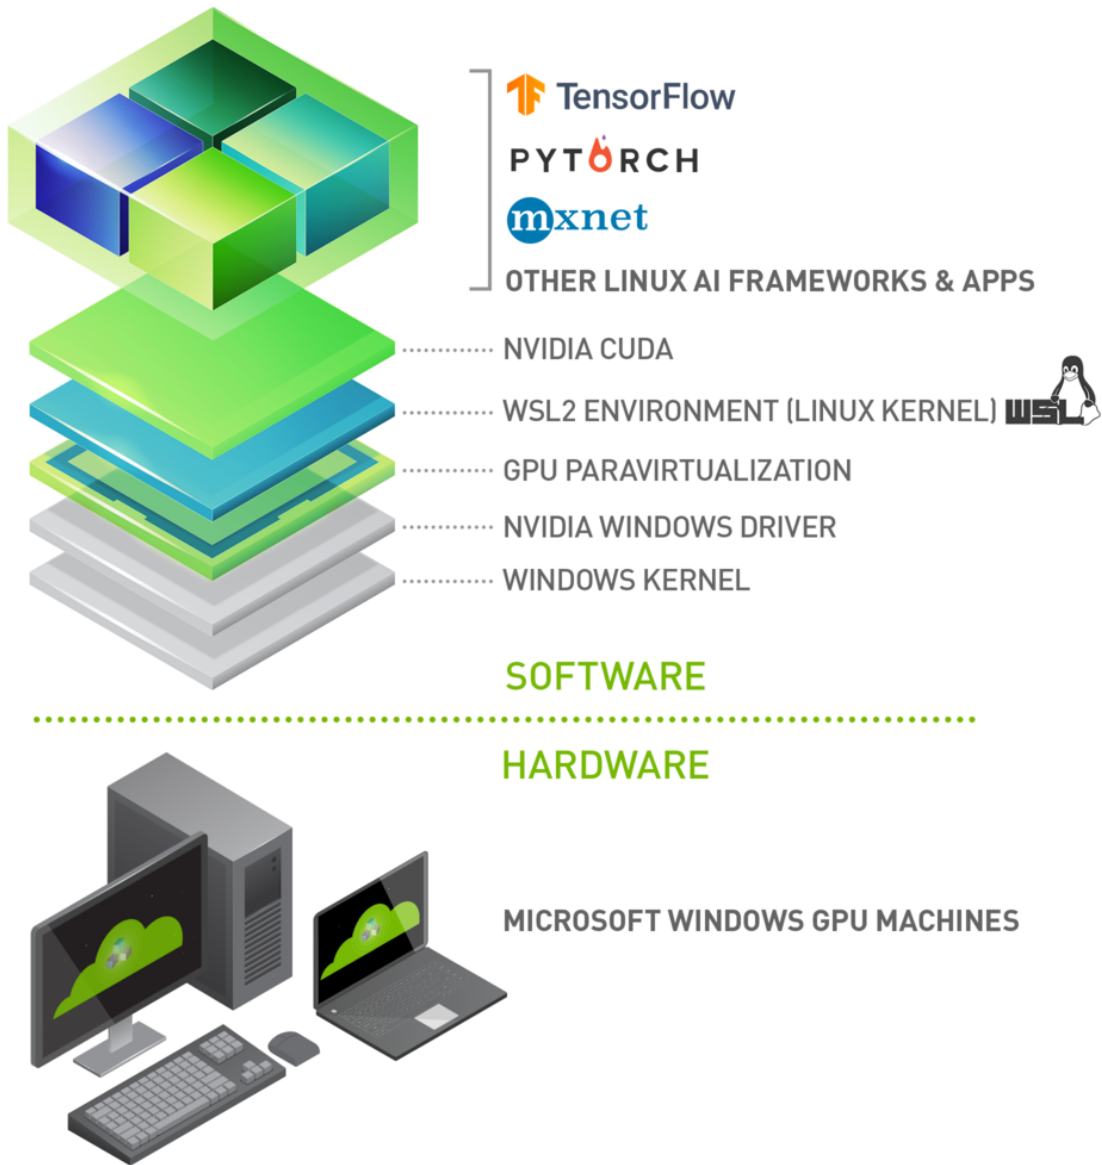 TensorFlow
PYTORCH
mxnet
OTHER LINUX AI FRAMEWORKS & APPS
NVIDIA CUDA
WSL2 ENVIRONMENT (LINUX KERNEL) WSL
GPU PARAVIRTUALIZATION
NVIDIA WINDOWS DRIVER
WINDOWS KERNEL
SOFTWARE
HARDWARE
MICROSOFT WINDOWS GPU MACHINES